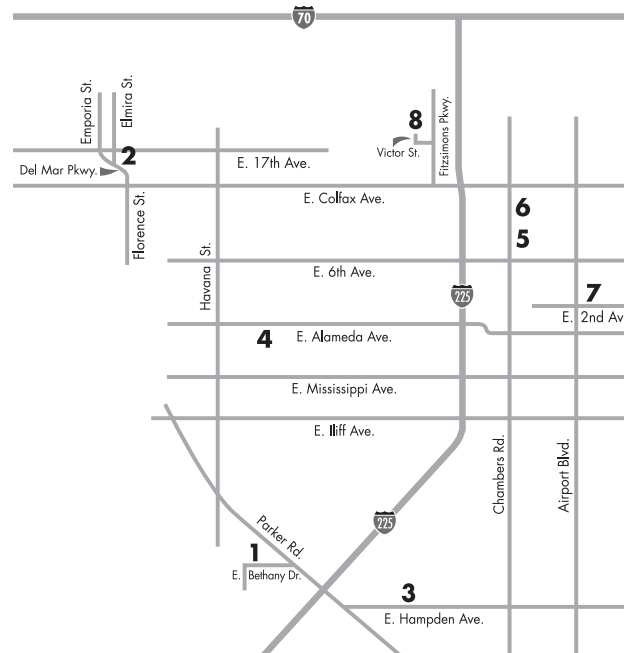 70
Emporia St.
Elmira St.
8
Victor St.
Fitzsimons Pkwy.
2
E. 17th Ave.
Del Mar Pkwy.
E. Colfax Ave.
Florence St.
6
5
Havana St.
E. 6th Ave.
225
7
E. 2nd Av
4
E. Alameda Ave.
E. Mississippi Ave.
E. Iliff Ave.
Chambers Rd.
Airport Blvd.
225
Parker Rd.
1
E. Bethany Dr.
3
E. Hampden Ave.